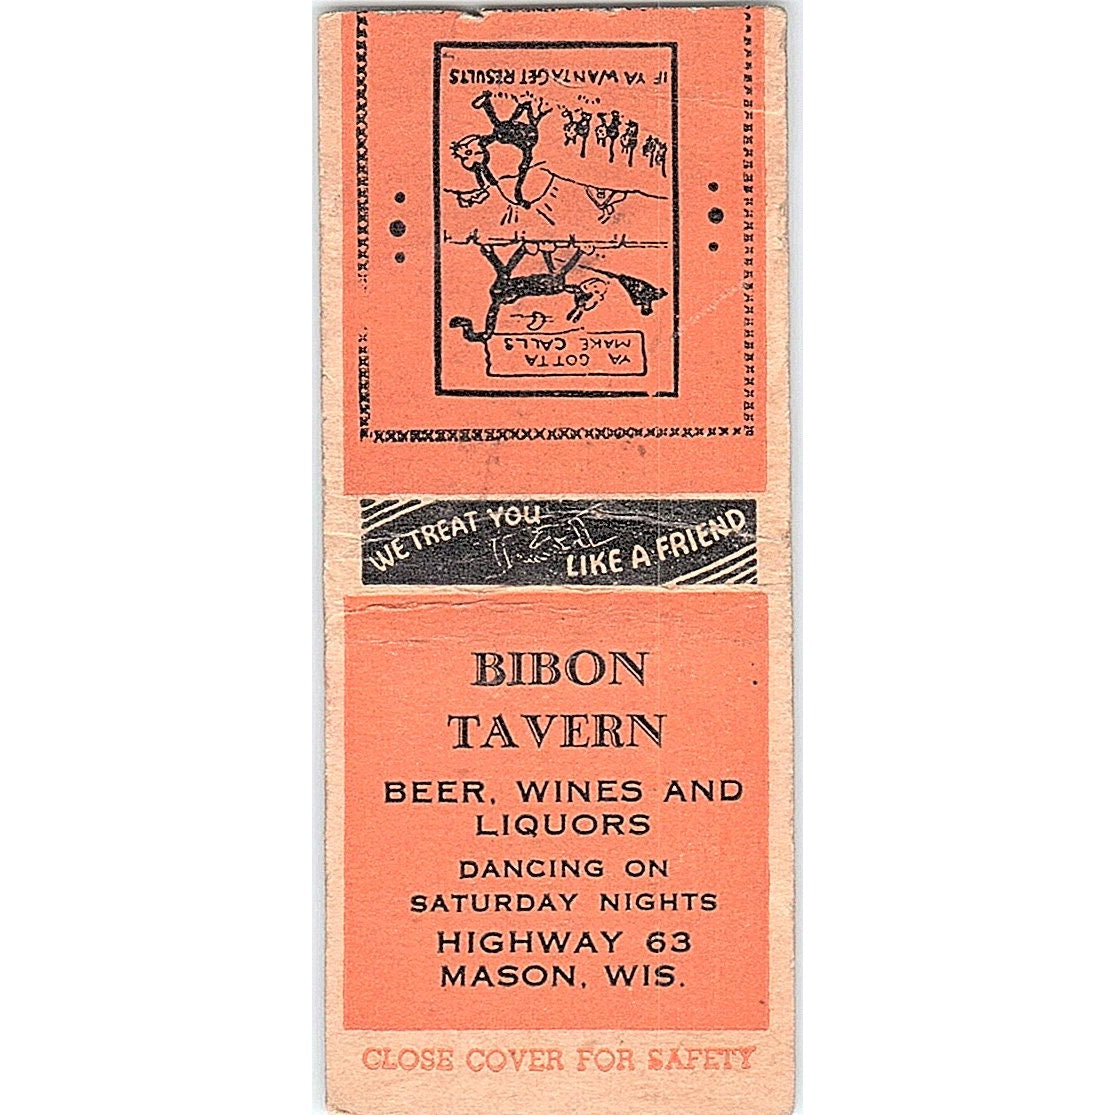 YA GOTTA
MAKE CALLS
IF YA WANTA GET RESULTS
WE TREAT YOU
LIKE A FRIEND
BIBON
TAVERN
BEER, WINES AND
LIQUORS
DANCING ON
SATURDAY NIGHTS
HIGHWAY 63
MASON, WIS.
CLOSE COVER FOR SAFETY